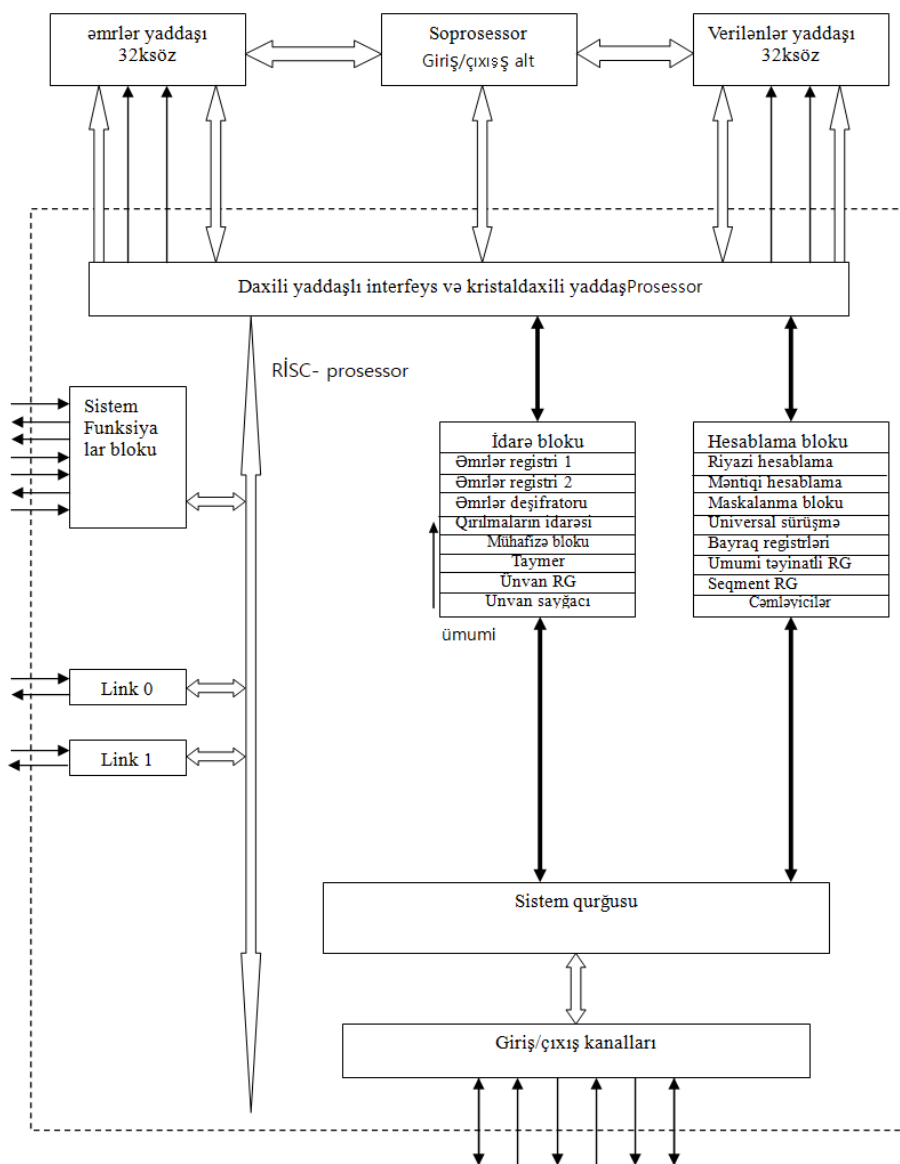 əmrlər yaddaşı
32ksöz
Soprosessor
Giriş/çıxışş alt
Verilənlər yaddaşı
32ksöz
Daxili yaddaşlı interfeys və kristaldaxili yaddaşProsessor
RİSC- prosessor
Sistem
Funksiya
lar bloku
İdarə bloku
Əmrlər registri 1
Əmrlər registri 2
Əmrlər deşifratoru
Qırılmaların idarəsi
Mühafizə bloku
Taymer
Ünvan RG
Unvan sayğacı
ümumi
Hesablama bloku
Riyazi hesablama
Məntiqi hesablama
Maskalanma bloku
Universal sürüşmə
Bayraq registrləri
Umumi təyinatli RG
Seqment RG
Cəmləyicilər
Link 0
Link 1
Sistem qurğusu
Giriş/çıxış kanalları